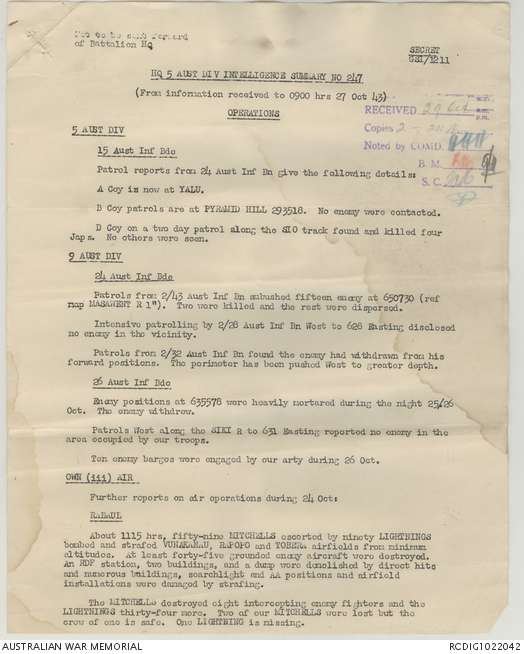 Not to be sent forward
of Battalion HQ
SECRET
GSI/1211
HQ 5 AUST DIV INTELLIGENCE SUMMARY NO 247
(From information received to 0900 hrs 27 Oct 43)
OPERATIONS
RECEIVED 29 Oct a.m. p.m.
Copies 2
Noted by COMD.
B. M.
S. C.
5 AUST DIV
15 Aust Inf Bde
Patrol reports from 24 Aust Inf Bn give the following details:
A Coy is now at YALU.
D Coy patrols are at PYRAMID HILL 293518. No enemy were contacted.
D Coy on a two day patrol along the SIO track found and killed four
Japs. No others were seen.
9 AUST DIV
24 Aust Inf Bde
Patrols from 2/43 Aust Inf Bn ambushed fifteen enemy at 650730 (ref
map MASAWENT R 1"). Two were killed and the rest were dispersed.
Intensive patrolling by 2/28 Aust Inf Bn West to 628 Easting disclosed
no enemy in the vicinity.
Patrols from 2/32 Aust Inf Bn found the enemy had withdrawn from his
forward positions. The perimeter has been pushed West to greater depth.
26 Aust Inf Bde
Enemy positions at 635578 were heavily mortared during the night 25/26
Oct. The enemy withdrew.
Patrols West along the SIKI R to 631 Easting reported no enemy in the
area occupied by our troops.
Ten enemy barges were engaged by our arty during 26 Oct.
OWN (iii) AIR
Further reports on air operations during 24 Oct:
RABAUL
About 1115 hrs, fifty-nine MITCHELLS escorted by ninety LIGHTNINGS
bombed and strafed VUNAKANAU, RAPOPO and TOBERA airfields from minimum
altitudes. At least forty-five grounded enemy aircraft were destroyed.
An RDF station, two buildings, and a dump were demolished by direct hits
and numerous buildings, searchlight and AA positions and airfield
installations were damaged by strafing.
The MITCHELLS destroyed eight intercepting enemy fighters and the
LIGHTNINGS thirty-four more. Two of our MITCHELLS were lost but the
crew of one is safe. One LIGHTNING is missing.
AUSTRALIAN WAR MEMORIAL
RCDIG1022042